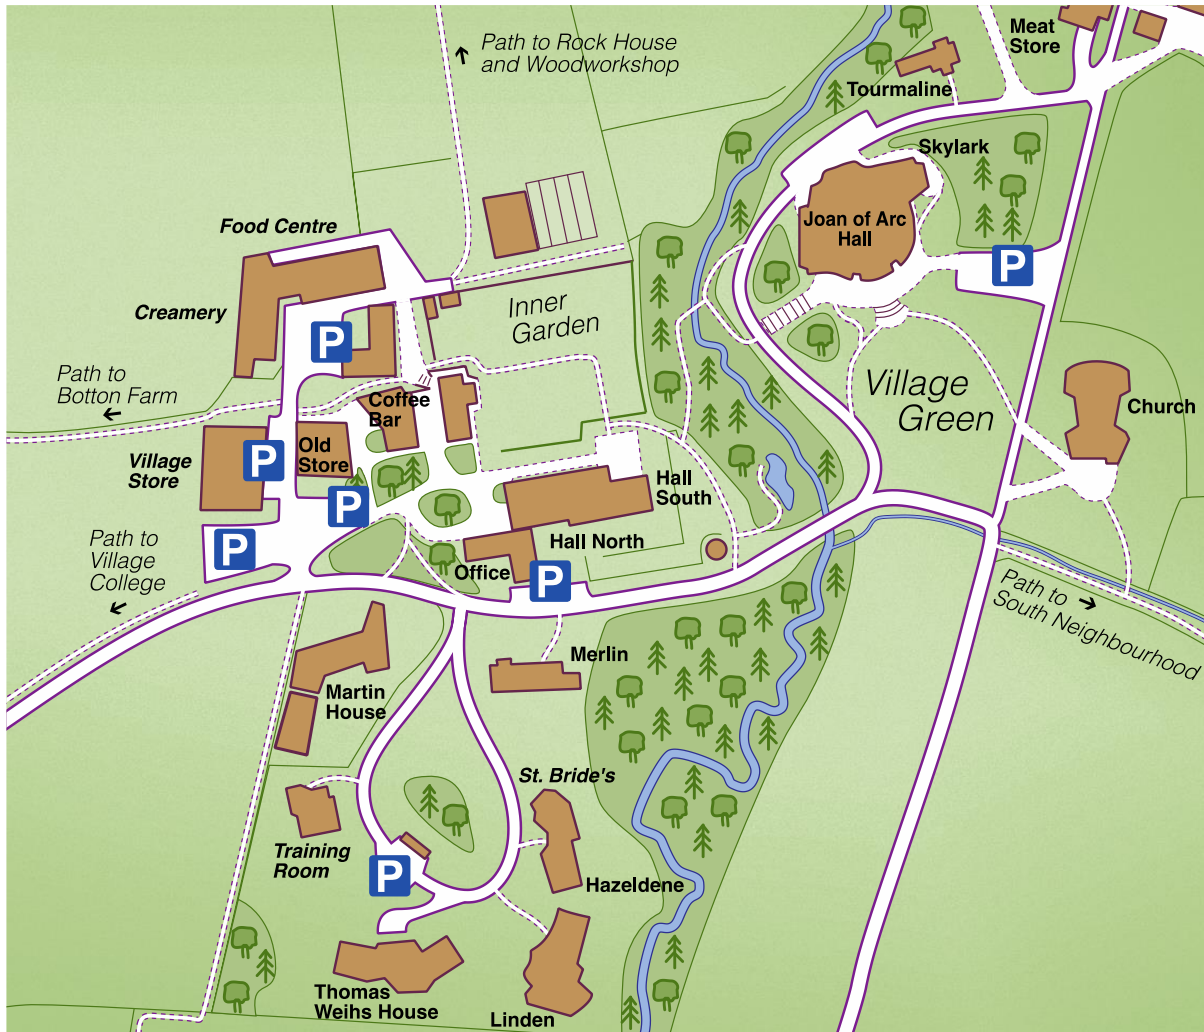 Path to Rock House
and Woodworkshop
Meat
Store
Tourmaline
Skylark
Joan of Arc
Hall
P
Food Centre
Creamery
P
Inner
Garden
Path to
Botton Farm
Coffee
Bar
Village
Green
Church
Village
Store
P
Old
Store
P
Hall
South
Path to
Village
College
P
Hall North
Office
P
Path to
South Neighbourhood
Merlin
Martin
House
St. Bride's
Training
Room
P
Hazeldene
Thomas
Weihs House
Linden